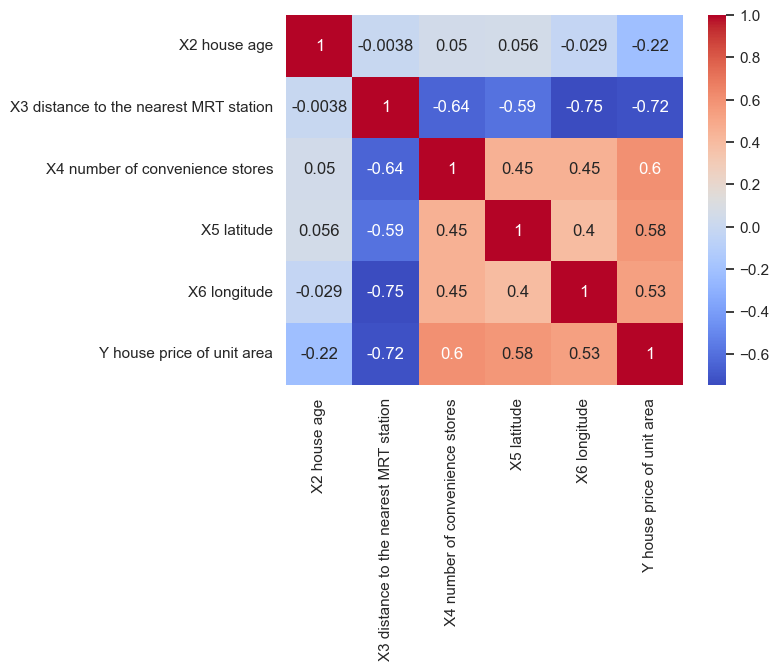 X2 house age 1 -0.0038 0.05 0.056 -0.029 -0.22
X3 distance to the nearest MRT station -0.0038 1 -0.64 -0.59 -0.75 -0.72
X4 number of convenience stores 0.05 -0.64 1 0.45 0.45 0.6
X5 latitude 0.056 -0.59 0.45 1 0.4 0.58
X6 longitude -0.029 -0.75 0.45 0.4 1 0.53
Y house price of unit area -0.22 -0.72 0.6 0.58 0.53 1
X2 house age
X3 distance to the nearest MRT station
X4 number of convenience stores
X5 latitude
X6 longitude
Y house price of unit area
1.0
0.8
0.6
0.4
0.2
0.0
−0.2
−0.4
−0.6